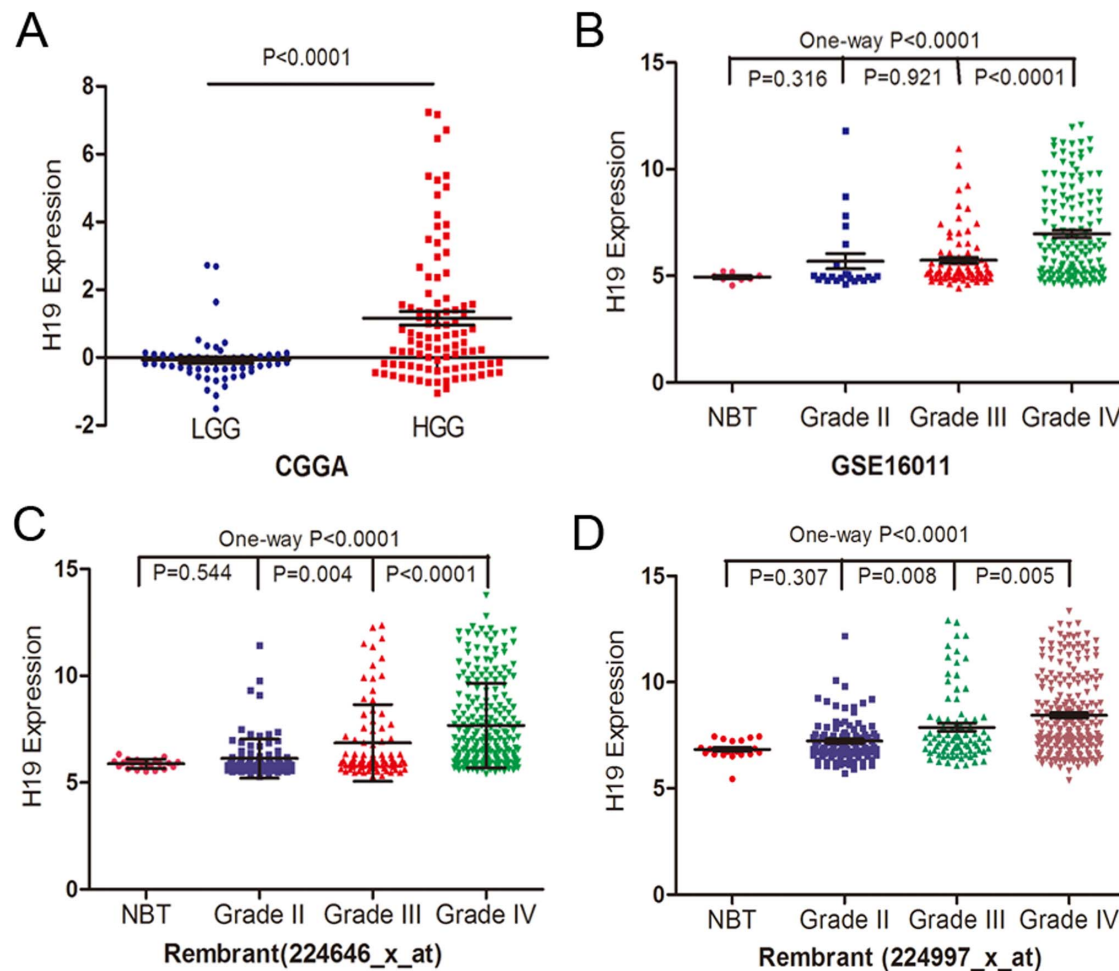 A
P<0.0001
8
6
4
2
0
-2
H19 Expression
LGG HGG
CGGA
B
One-way P<0.0001
P=0.316 P=0.921 P<0.0001
15
10
5
0
H19 Expression
NBT Grade II Grade III Grade IV
GSE16011
C
One-way P<0.0001
P=0.544 P=0.004 P<0.0001
15
10
5
0
H19 Expression
NBT Grade II Grade III Grade IV
Rembrant(224646_x_at)
D
One-way P<0.0001
P=0.307 P=0.008 P=0.005
15
10
5
0
H19 Expression
NBT Grade II Grade III Grade IV
Rembrant (224997_x_at)